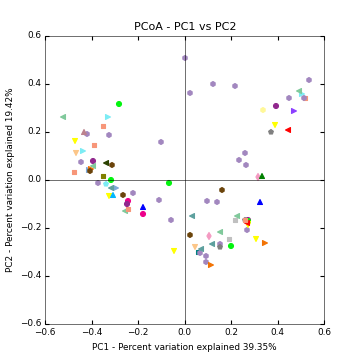 PCoA - PC1 vs PC2
PC2 - Percent variation explained 19.42%
0.6
0.4
0.2
0.0
−0.2
−0.4
−0.6
−0.6 −0.4 −0.2 0.0 0.2 0.4 0.6
PC1 - Percent variation explained 39.35%